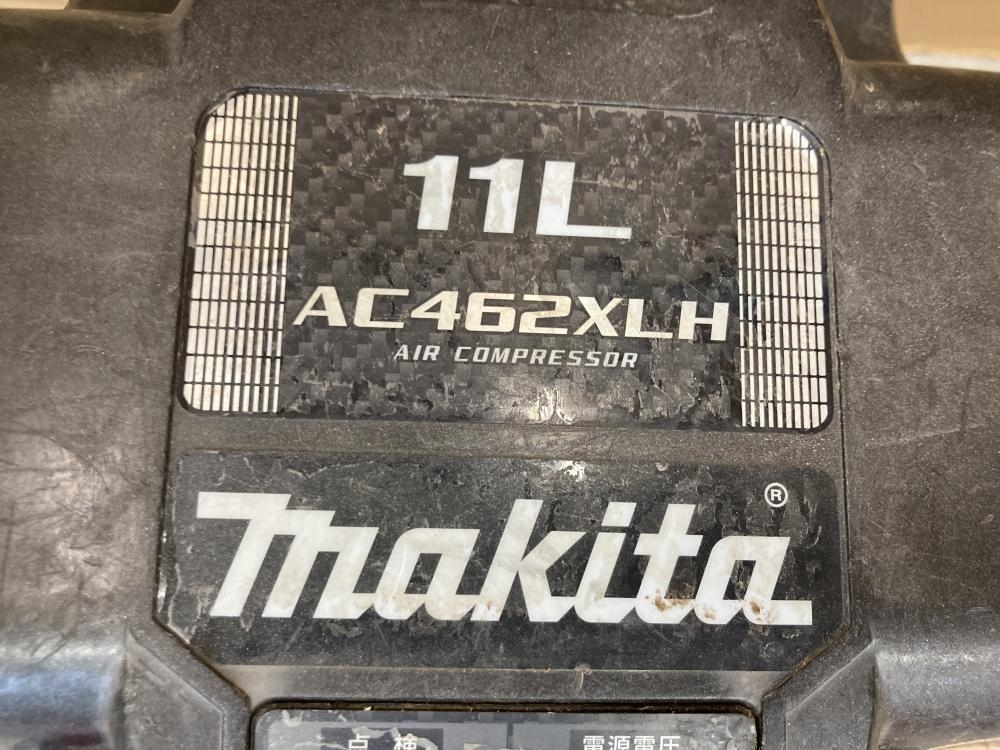 11L
AC462XLH
AIR COMPRESSOR
makita®
点検 電源電圧